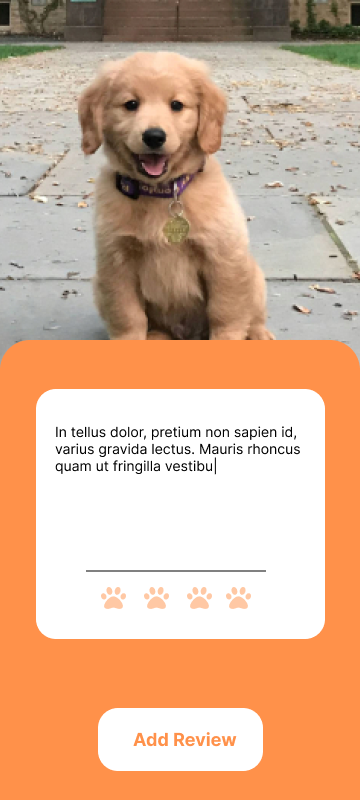 In tellus dolor, pretium non sapien id,
varius gravida lectus. Mauris rhoncus
quam ut fringilla vestibu
Add Review